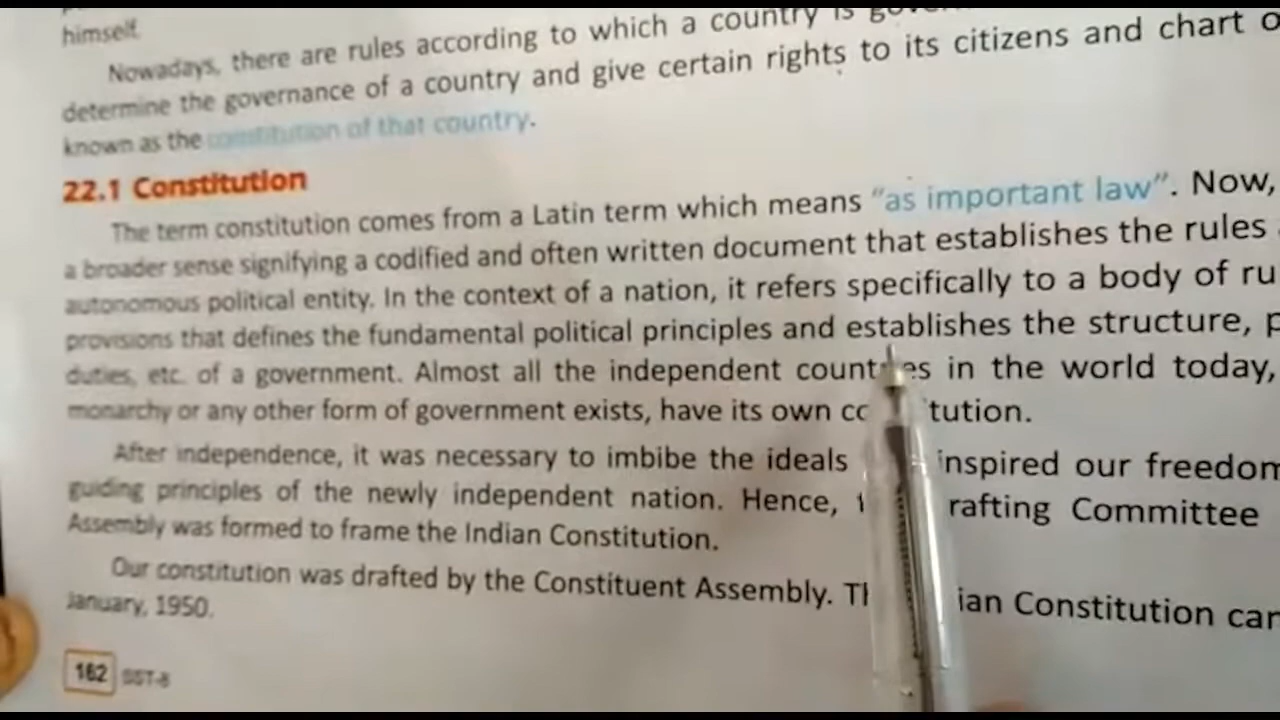 himself.
Nowadays, there are rules according to which a country is
determine the governance of a country and give certain rights to its citizens and chart
known as the constitution of that country.
22.1 Constitution
The term constitution comes from a Latin term which means "as important law". Now,
a broader sense signifying a codified and often written document that establishes the rules
autonomous political entity. In the context of a nation, it refers specifically to a body of ru
provisions that defines the fundamental political principles and establishes the structure, p
duties, etc. of a government. Almost all the independent countries in the world today,
monarchy or any other form of government exists, have its own co tution.
After independence, it was necessary to imbibe the ideals inspired our freedom
guiding principles of the newly independent nation. Hence, rafting Committee
Assembly was formed to frame the Indian Constitution.
Our constitution was drafted by the Constituent Assembly. Th ian Constitution
January, 1950.
162 SST-8